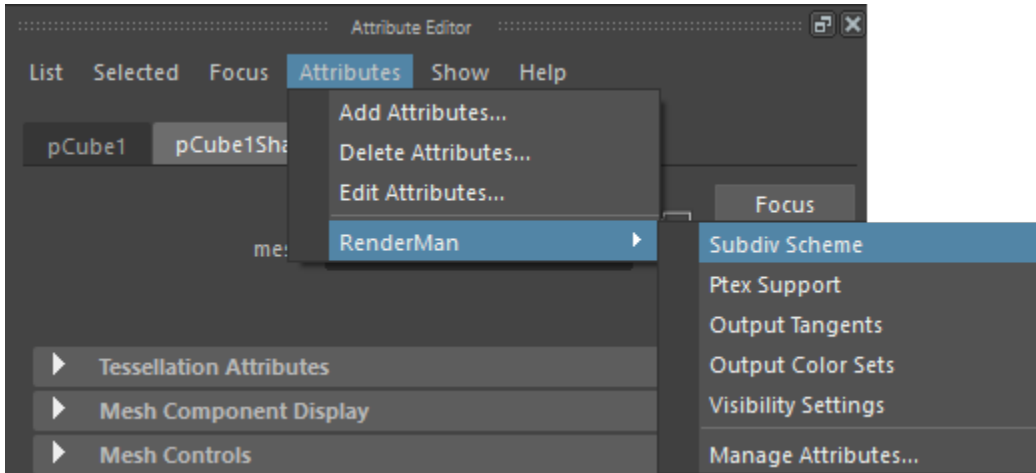 Attribute Editor
List Selected Focus Attributes Show Help
Add Attributes...
pCube1 pCube1Sha
Delete Attributes...
Edit Attributes...
Focus
RenderMan
Subdiv Scheme
Ptex Support
Output Tangents
Output Color Sets
Visibility Settings
Manage Attributes...
Tessellation Attributes
Mesh Component Display
Mesh Controls